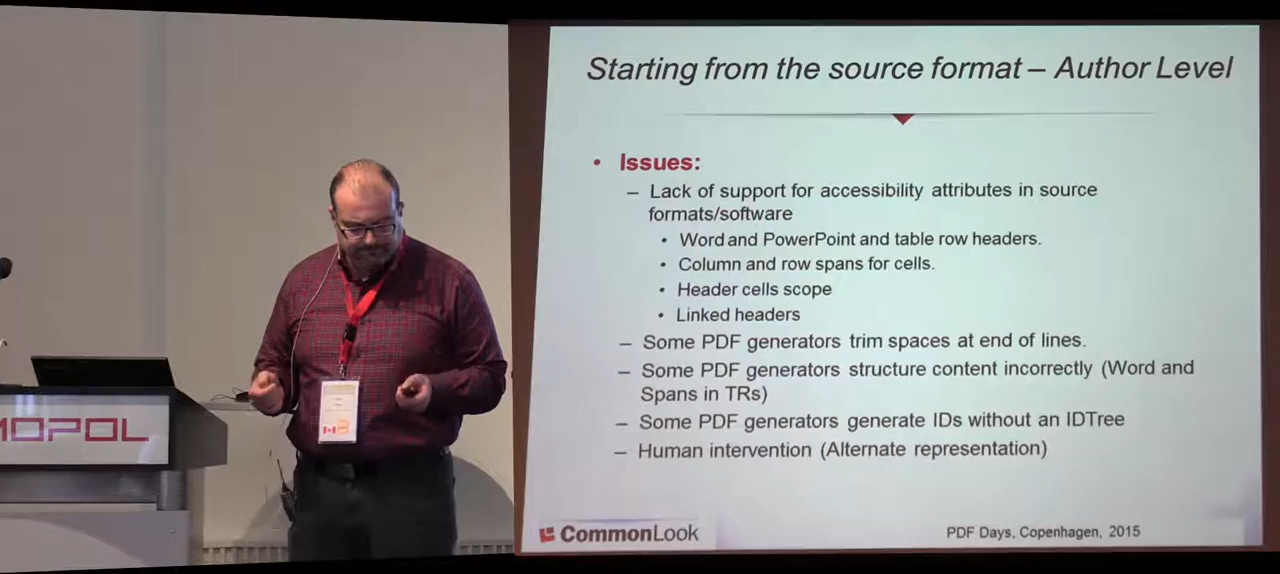 Starting from the source format – Author Level
• Issues:
– Lack of support for accessibility attributes in source
formats/software
• Word and PowerPoint and table row headers.
• Column and row spans for cells.
• Header cells scope
• Linked headers
– Some PDF generators trim spaces at end of lines.
– Some PDF generators structure content incorrectly (Word and
Spans in TRs)
– Some PDF generators generate IDs without an IDTree
– Human intervention (Alternate representation)
CommonLook
PDF Days, Copenhagen, 2015
MOPOL